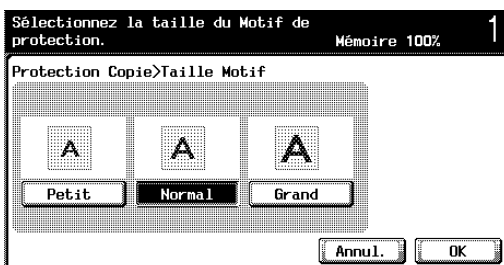 Sélectionnez la taille du Motif de
protection. Mémoire 100% 1
Protection Copie>Taille Motif
A A A
Petit Normal Grand
Annul. OK